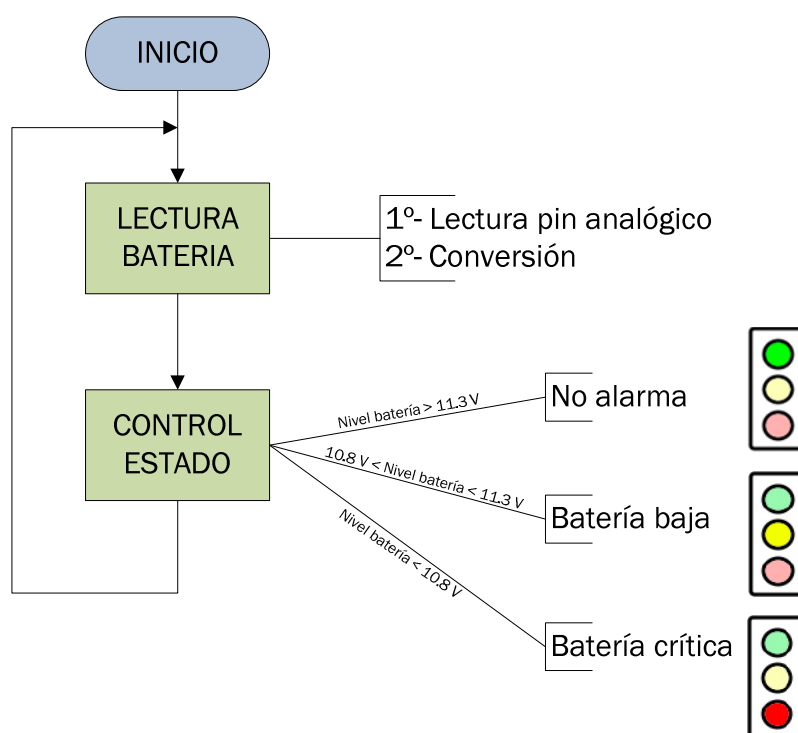 INICIO
LECTURA
BATERIA
1º- Lectura pin analógico
2º- Conversión
CONTROL
ESTADO
Nivel batería > 11.3 V
No alarma
10.8 V < Nivel batería < 11.3 V
Batería baja
Nivel batería < 10.8 V
Batería crítica